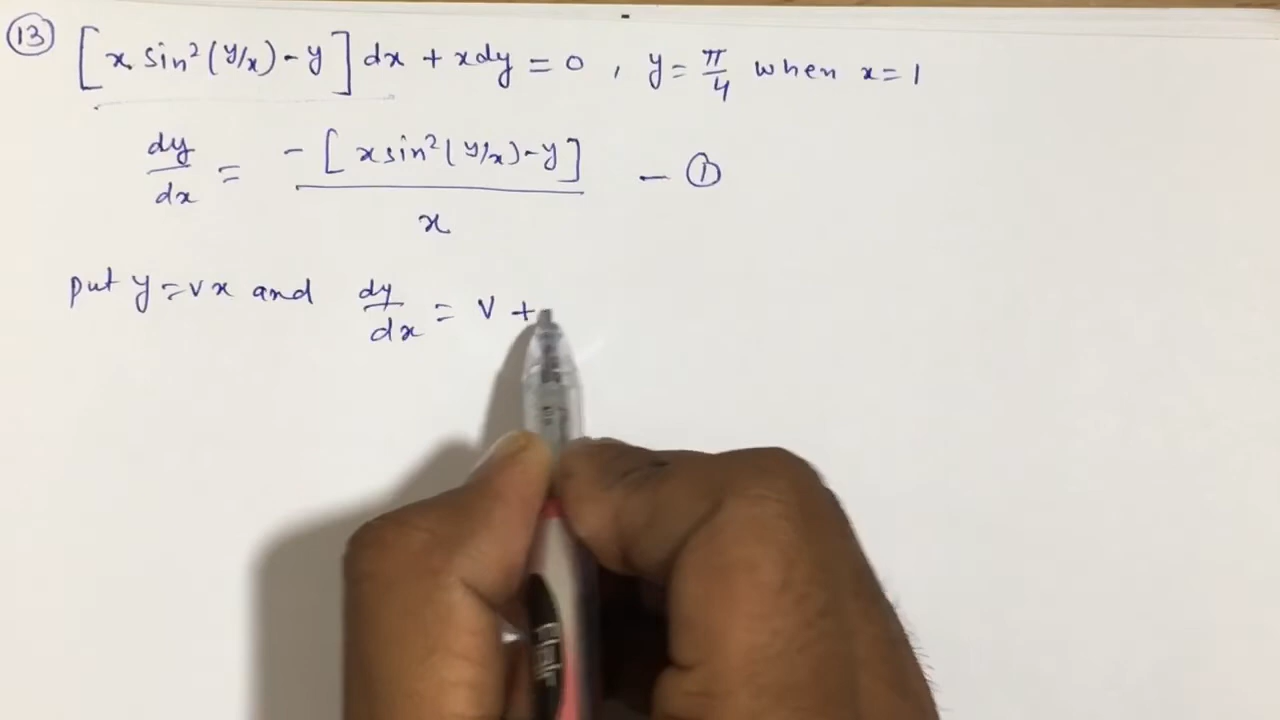 13 [x sin²(y/x) - y] dx + x dy = 0 , y = π/4 when x = 1
dy/dx = -[x sin²(y/x) - y]/x — ①
put y = vx and dy/dx = v +